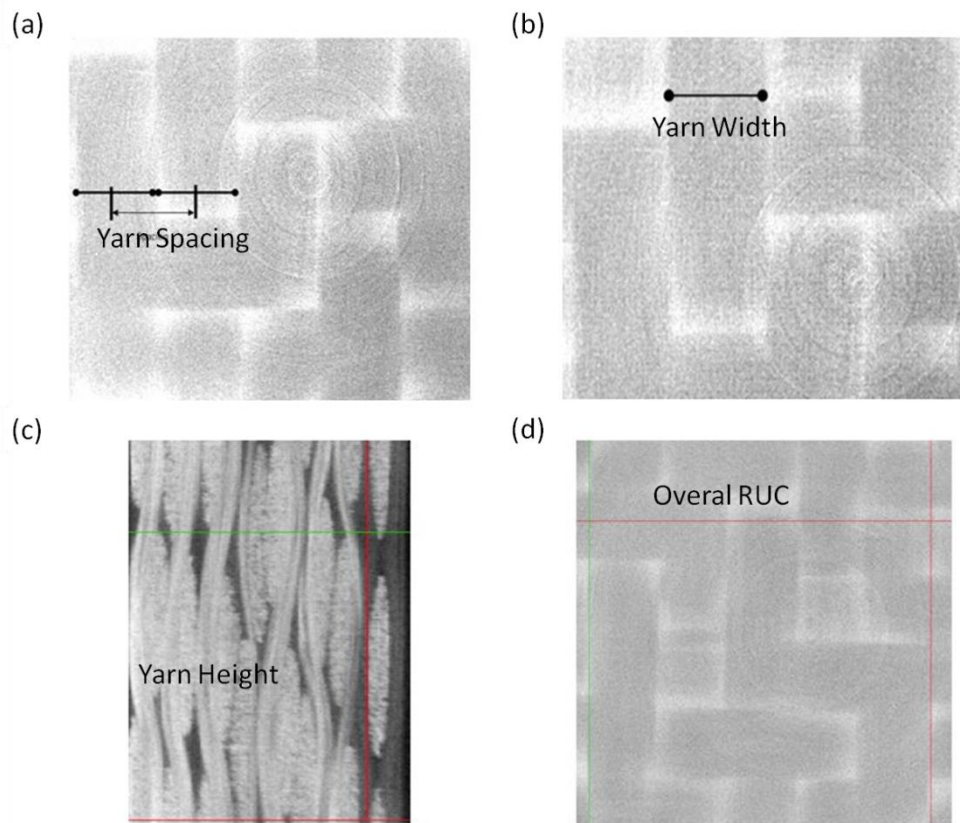 (a)
Yarn Spacing
(b)
Yarn Width
(c)
Yarn Height
(d)
Overal RUC